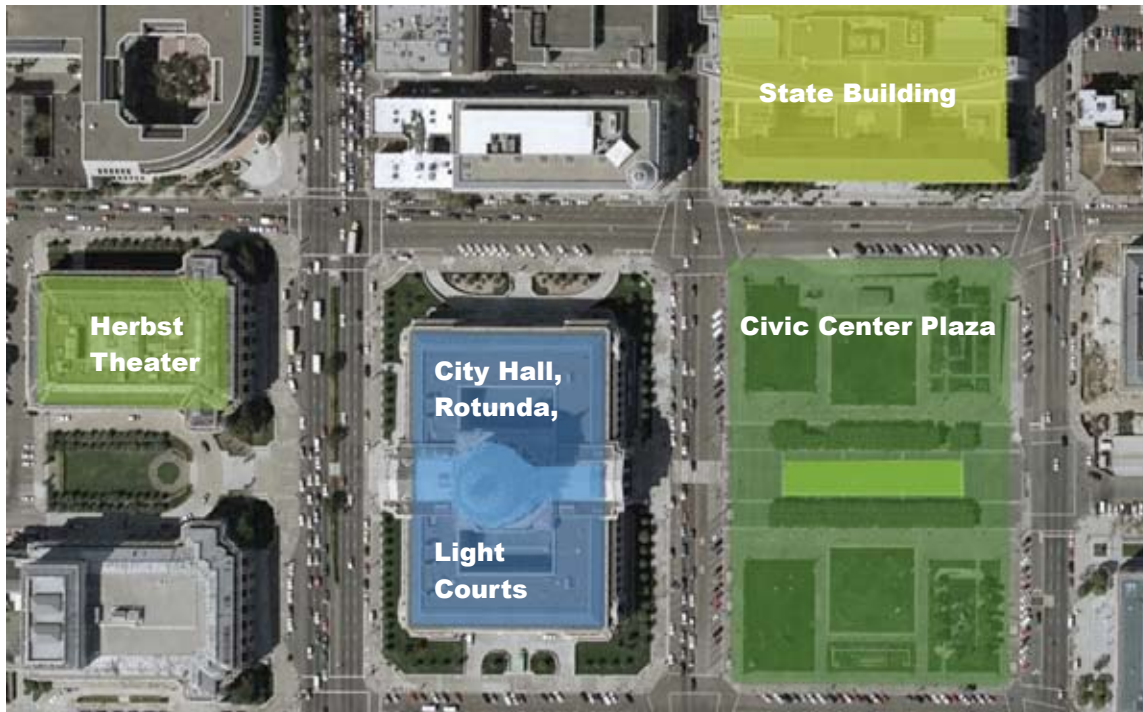 State Building
Herbst
Theater
City Hall,
Rotunda,
Light
Courts
Civic Center Plaza